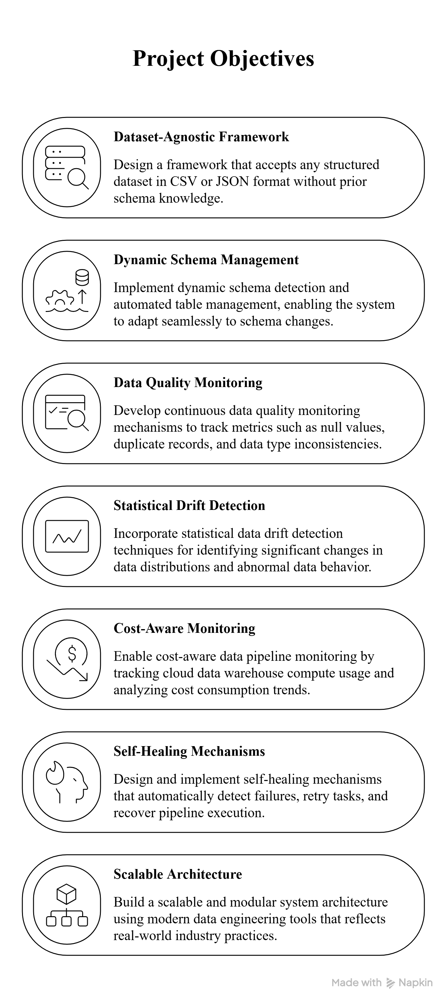 Project Objectives
Dataset-Agnostic Framework
Design a framework that accepts any structured
dataset in CSV or JSON format without prior
schema knowledge.
Dynamic Schema Management
Implement dynamic schema detection and
automated table management, enabling the system
to adapt seamlessly to schema changes.
Data Quality Monitoring
Develop continuous data quality monitoring
mechanisms to track metrics such as null values,
duplicate records, and data type inconsistencies.
Statistical Drift Detection
Incorporate statistical data drift detection
techniques for identifying significant changes in
data distributions and abnormal data behavior.
$
Cost-Aware Monitoring
Enable cost-aware data pipeline monitoring by
tracking cloud data warehouse compute usage and
analyzing cost consumption trends.
Self-Healing Mechanisms
Design and implement self-healing mechanisms
that automatically detect failures, retry tasks, and
recover pipeline execution.
Scalable Architecture
Build a scalable and modular system architecture
using modern data engineering tools that reflects
real-world industry practices.
Made with Napkin